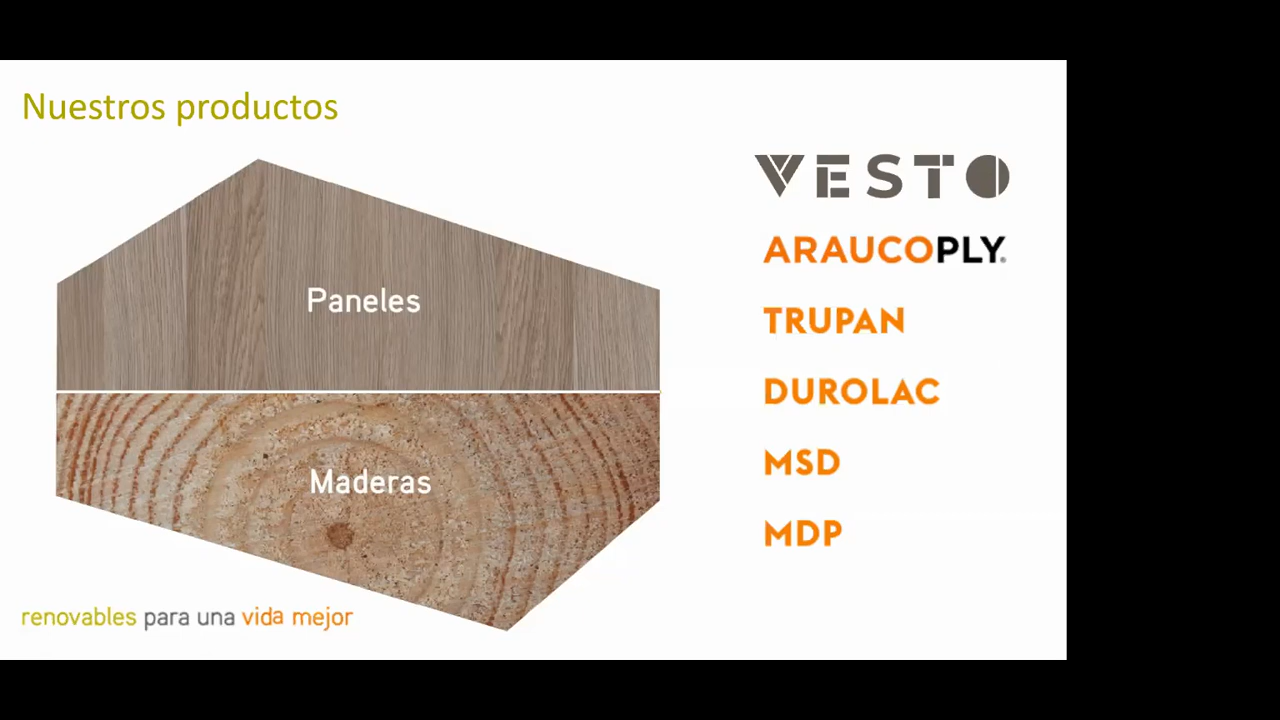 Nuestros productos
Paneles
Maderas
VESTO
ARAUCOPLY®
TRUPAN
DUROLAC
MSD
MDP
renovables para una vida mejor